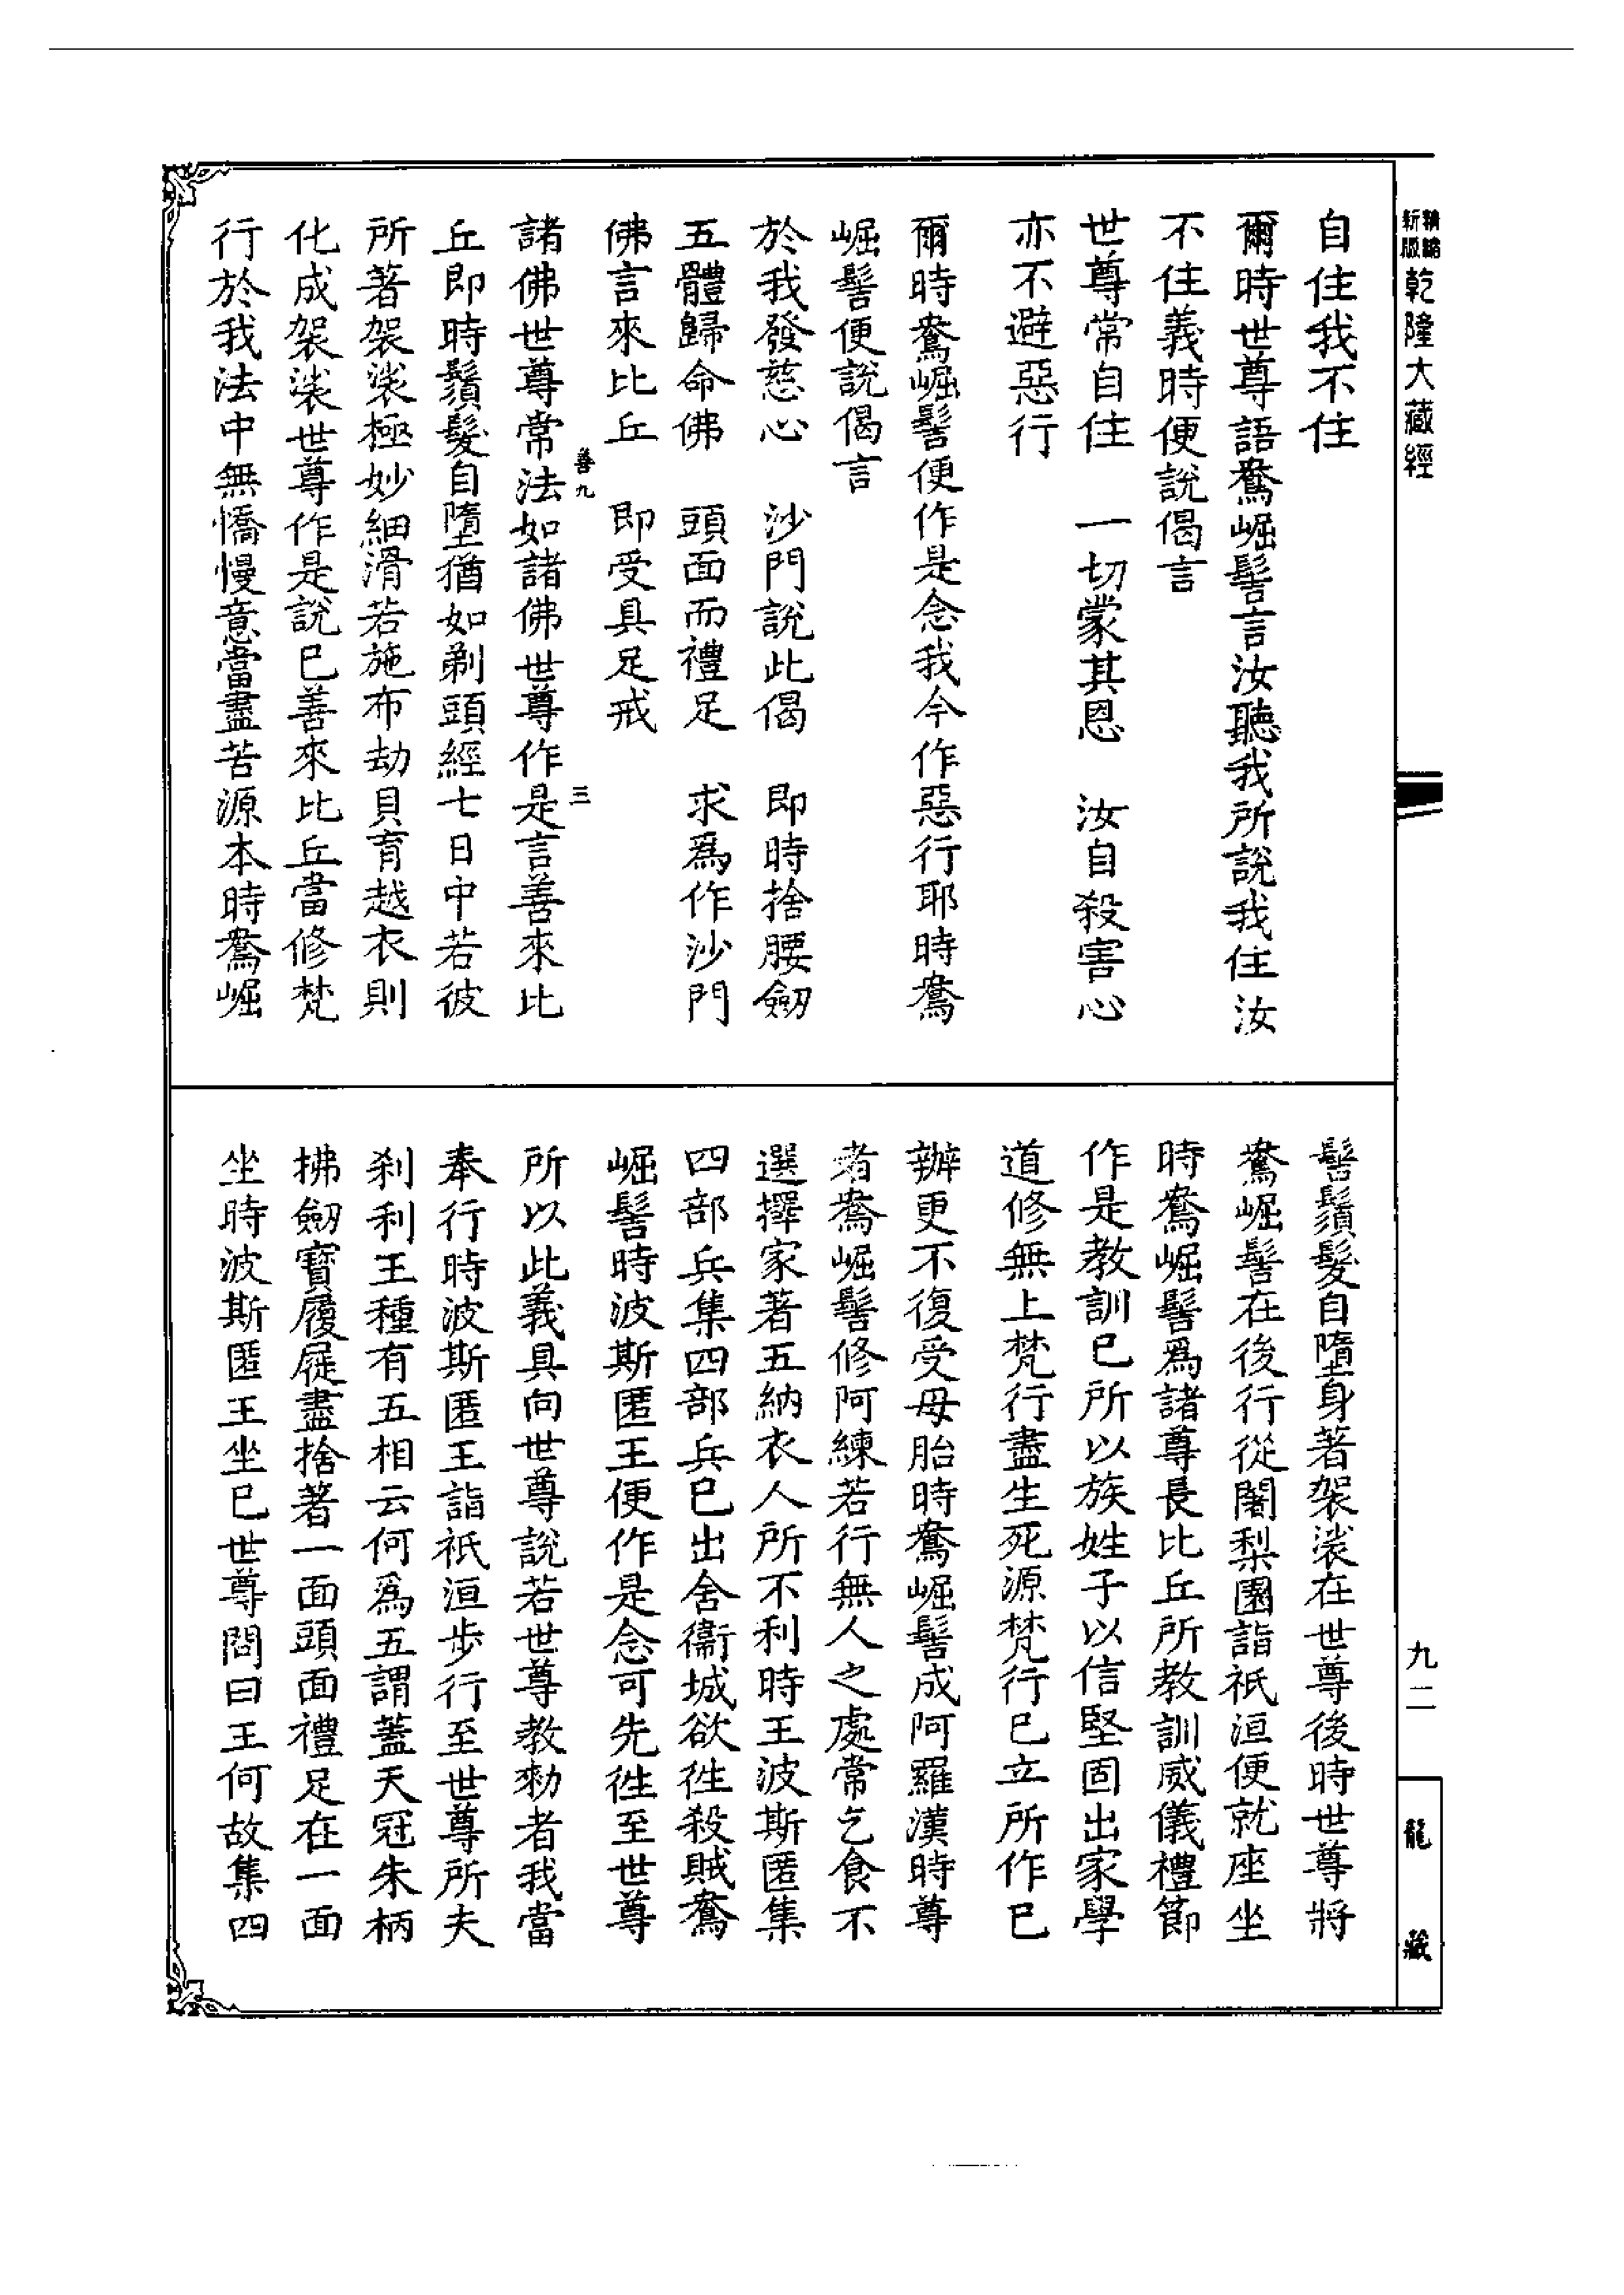 精縮新版乾隆大藏經
自住我不住
爾時世尊語鴦崛髻言汝聽我所說我住汝
不住義時便說偈言
世尊常自住　一切蒙其恩　汝自殺害心
亦不避惡行
爾時鴦崛髻便作是念我今作惡行耶時鴦
崛髻便說偈言
於我發慈心　沙門說此偈　即時捨腰劒
五體歸命佛　頭面而禮足　求爲作沙門
佛言來比丘　即受具足戒
善九　三
諸佛世尊常法如諸佛世尊作是言善來比
丘即時鬚髮自墮猶如剃頭經七日中若彼
所著袈裟極妙細滑若施布劫貝育越衣則
化成袈裟世尊作是說已善來比丘當修梵
行於我法中無憍慢意當盡苦源本時鴦崛
髻鬚髮自墮身著袈裟在世尊後時世尊將
鴦崛髻在後行從闍梨園詣祇洹便就座坐
時鴦崛髻爲諸尊長比丘所教訓威儀禮節
作是教訓已所以族姓子以信堅固出家學
道修無上梵行盡生死源梵行已立所作已
辦更不復受母胎時鴦崛髻成阿羅漢時尊
者鴦崛髻修阿練若行無人之處常乞食不
選擇家著五納衣人所不利時王波斯匿集
四部兵集四部兵已出舍衞城欲徃殺賊鴦
崛髻時波斯匿王便作是念可先徃至世尊
所以此義具向世尊說若世尊教勑者我當
奉行時波斯匿王詣祇洹步行至世尊所夫
刹利王種有五相云何爲五謂蓋天冠朱柄
拂劒寶履屣盡捨著一面頭面禮足在一面
坐時波斯匿王坐已世尊問曰王何故集四
九二
龍藏